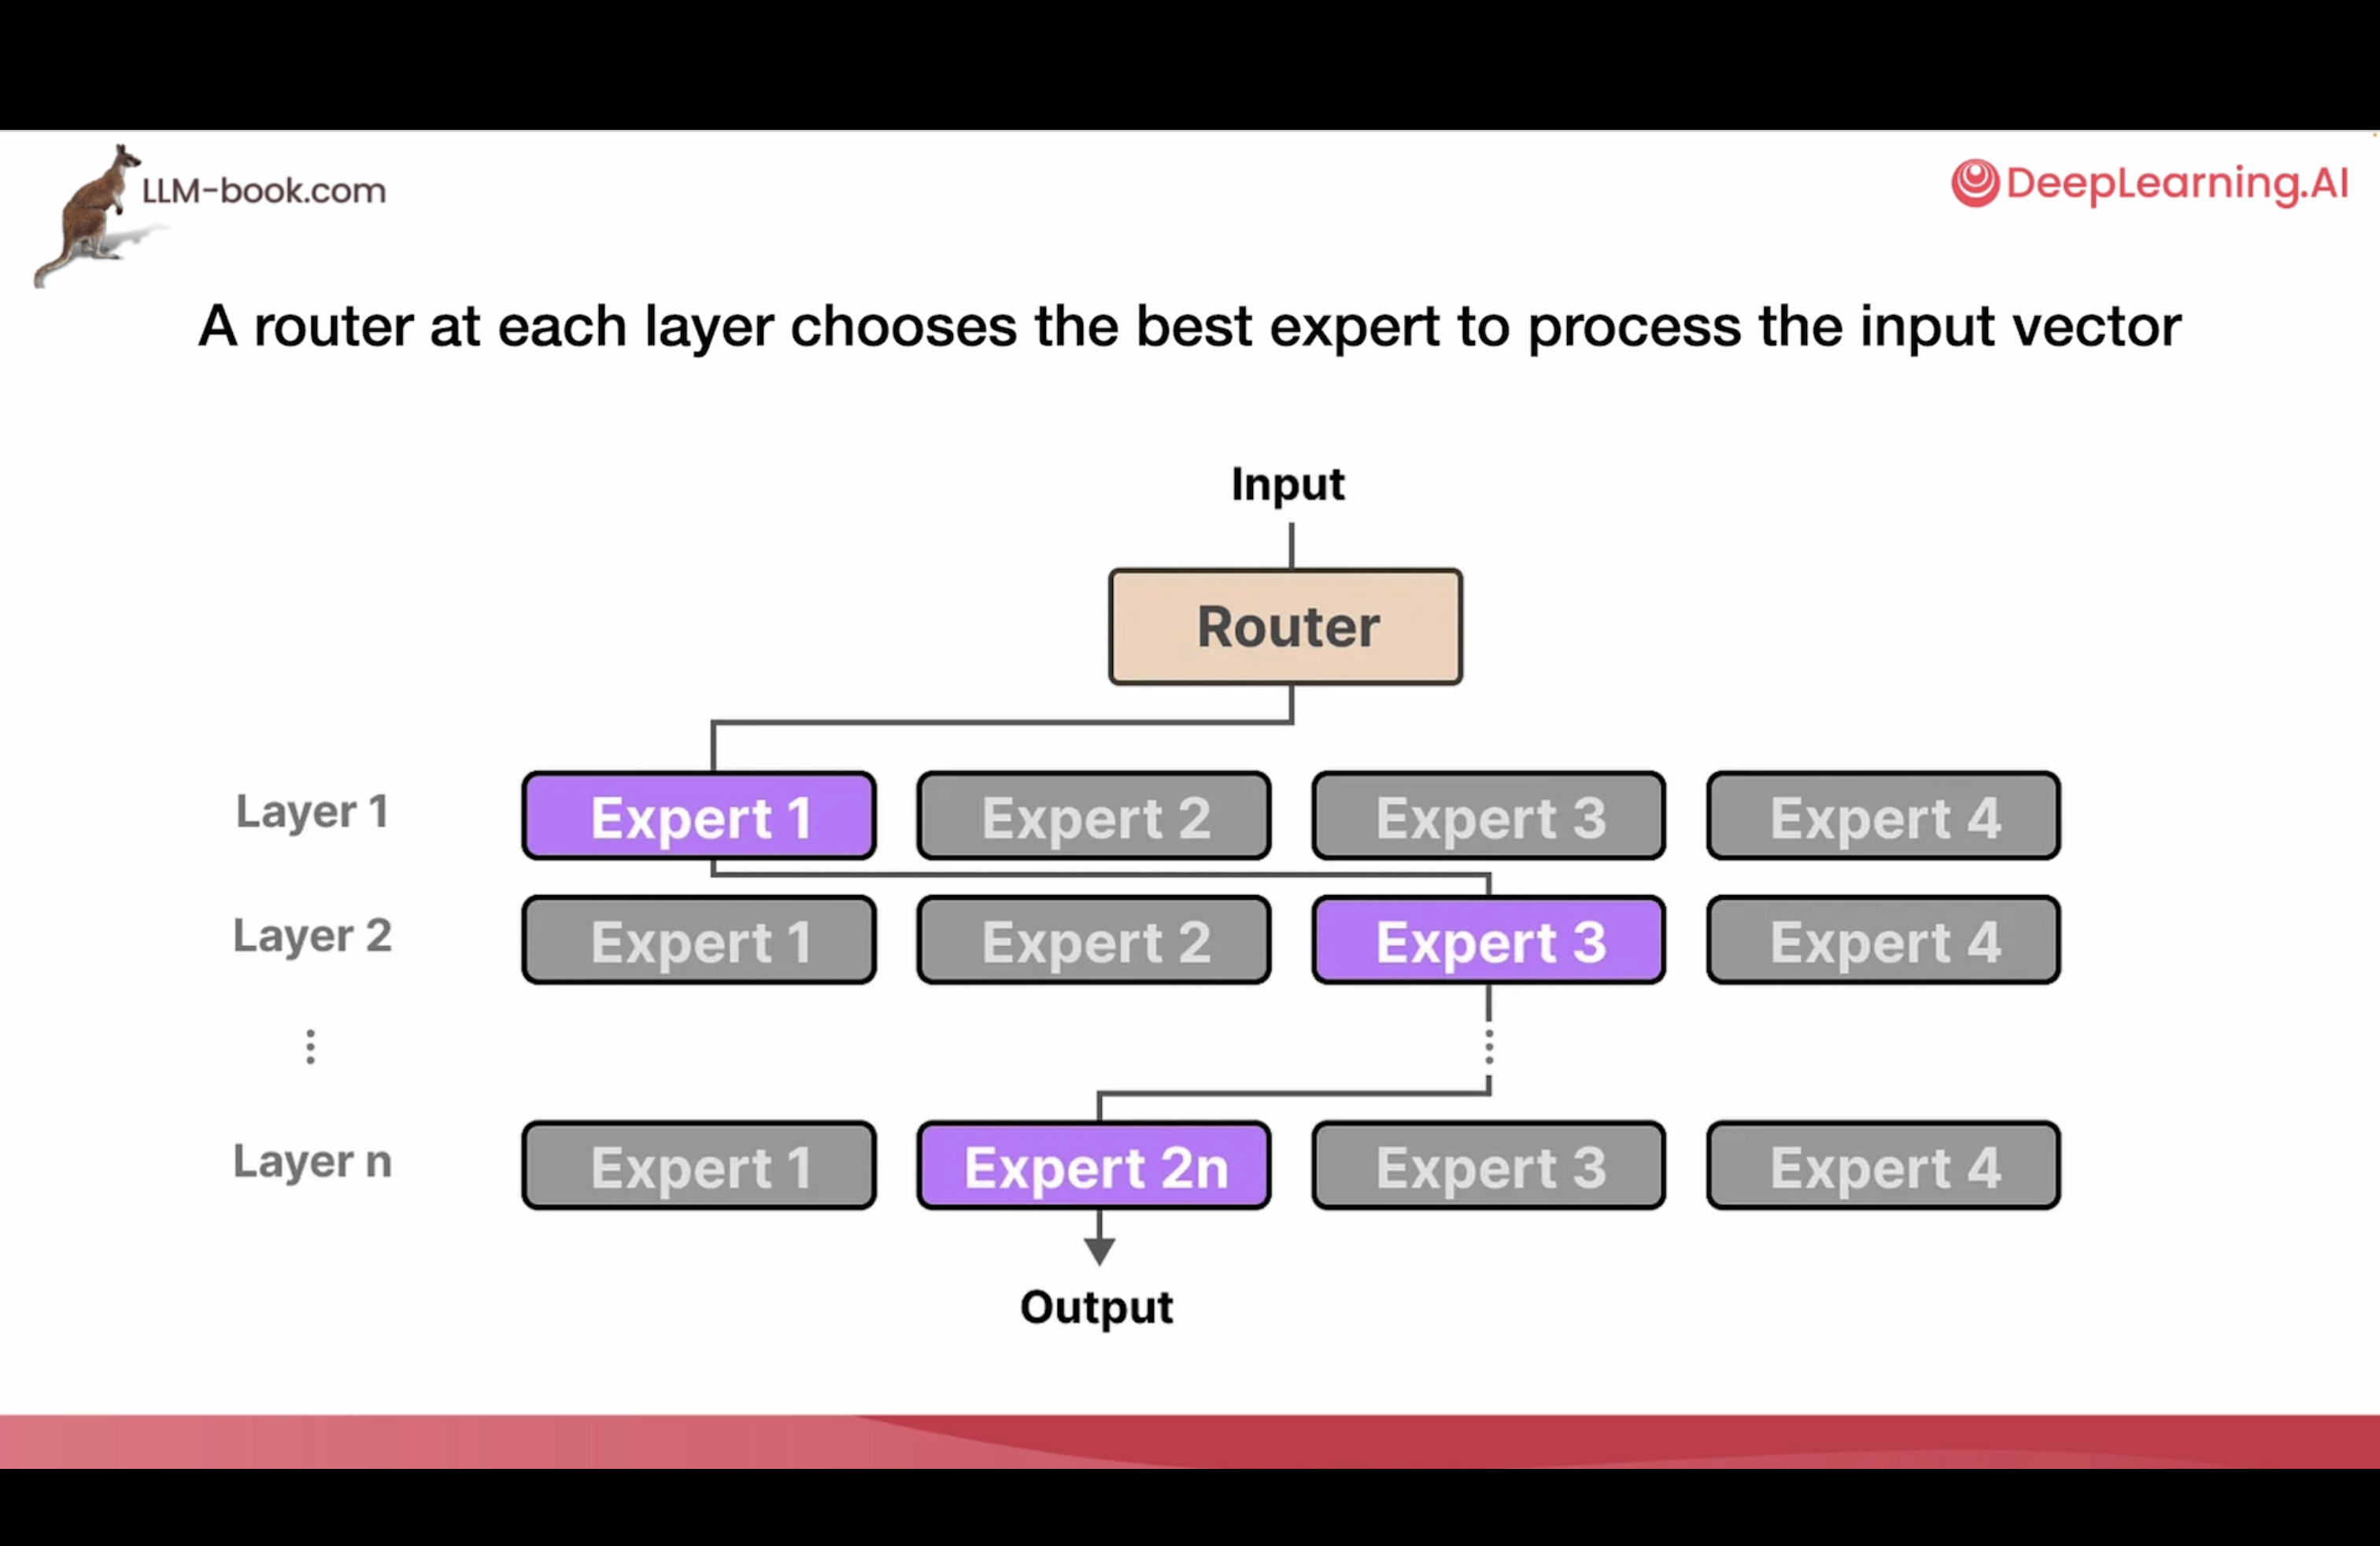 LLM-book.com
DeepLearning.AI
A router at each layer chooses the best expert to process the input vector
Input
Router
Layer 1 Expert 1 Expert 2 Expert 3 Expert 4
Layer 2 Expert 1 Expert 2 Expert 3 Expert 4
Layer n Expert 1 Expert 2n Expert 3 Expert 4
Output